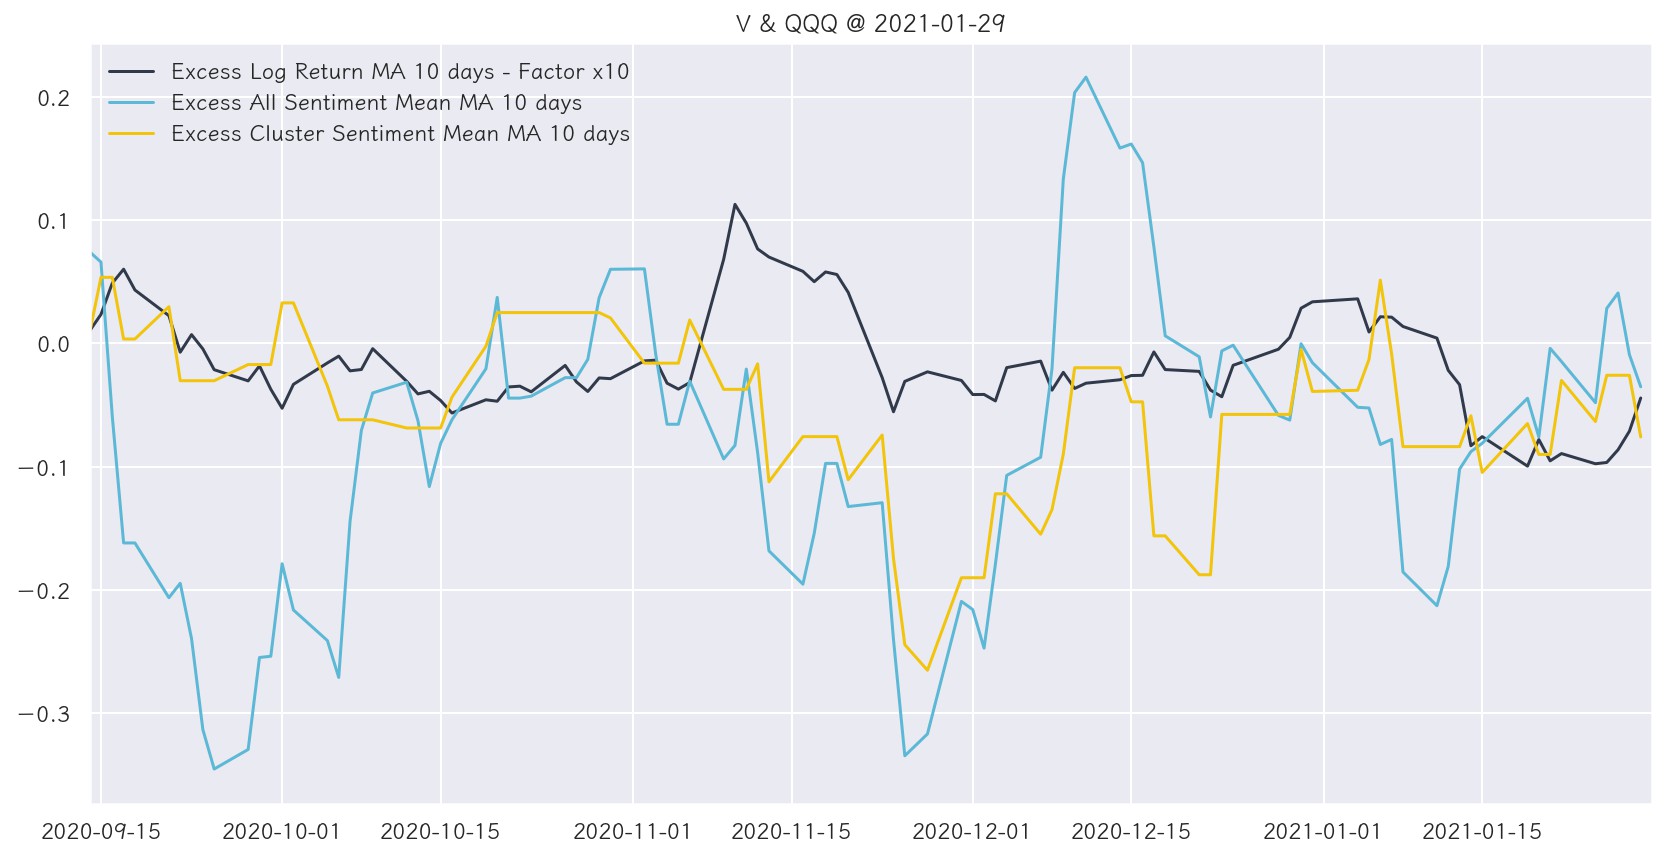 V & QQQ @ 2021-01-29
Excess Log Return MA 10 days - Factor x10
Excess All Sentiment Mean MA 10 days
Excess Cluster Sentiment Mean MA 10 days
0.2
0.1
0.0
−0.1
−0.2
−0.3
2020-09-15 2020-10-01 2020-10-15 2020-11-01 2020-11-15 2020-12-01 2020-12-15 2021-01-01 2021-01-15